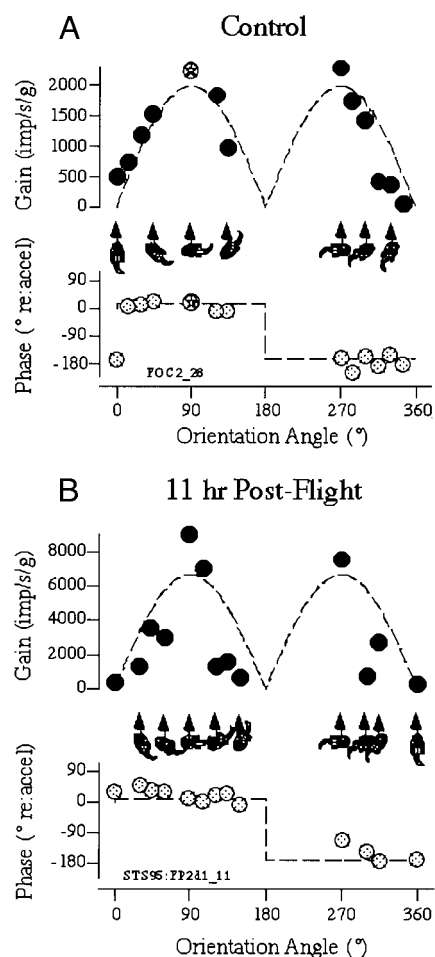 A
Control
Gain (imp/s/g)
2000
1500
1000
500
0
Phase (° re:accel)
90
0
-90
-180
FOC2_28
0 90 180 270 360
Orientation Angle (°)
B
11 hr Post-Flight
Gain (imp/s/g)
8000
6000
4000
2000
0
Phase (° re:accel)
90
0
-90
-180
STS95:FP2d1_11
0 90 180 270 360
Orientation Angle (°)